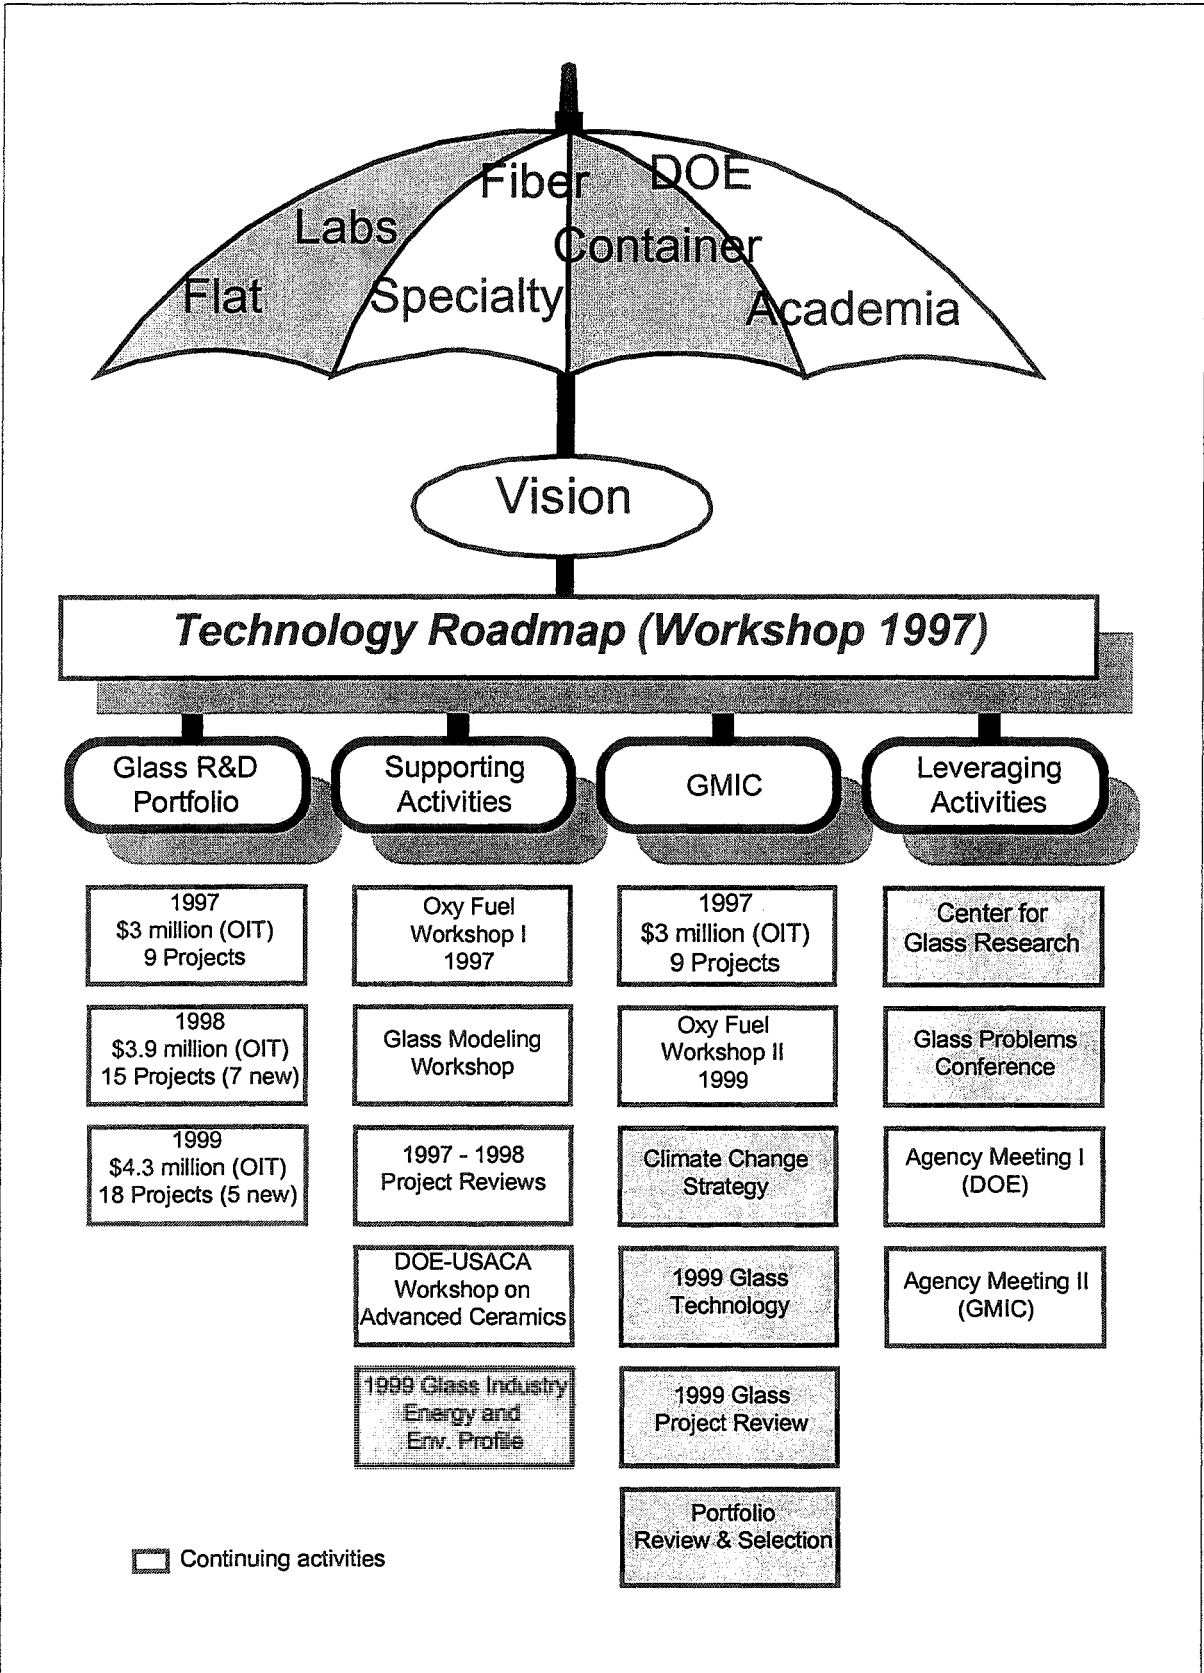 Fiber
DOE
Labs
Container
Flat
Specialty
Academia
Vision
Technology Roadmap (Workshop 1997)
Glass R&D
Portfolio
Supporting
Activities
GMIC
Leveraging
Activities
1997
$3 million (OIT)
9 Projects
1998
$3.9 million (OIT)
15 Projects (7 new)
1999
$4.3 million (OIT)
18 Projects (5 new)
Oxy Fuel
Workshop I
1997
Glass Modeling
Workshop
1997 - 1998
Project Reviews
DOE-USACA
Workshop on
Advanced Ceramics
1999 Glass Industry
Energy and
Env. Profile
1997
$3 million (OIT)
9 Projects
Oxy Fuel
Workshop II
1999
Climate Change
Strategy
1999 Glass
Technology
1999 Glass
Project Review
Portfolio
Review & Selection
Center for
Glass Research
Glass Problems
Conference
Agency Meeting I
(DOE)
Agency Meeting II
(GMIC)
Continuing activities